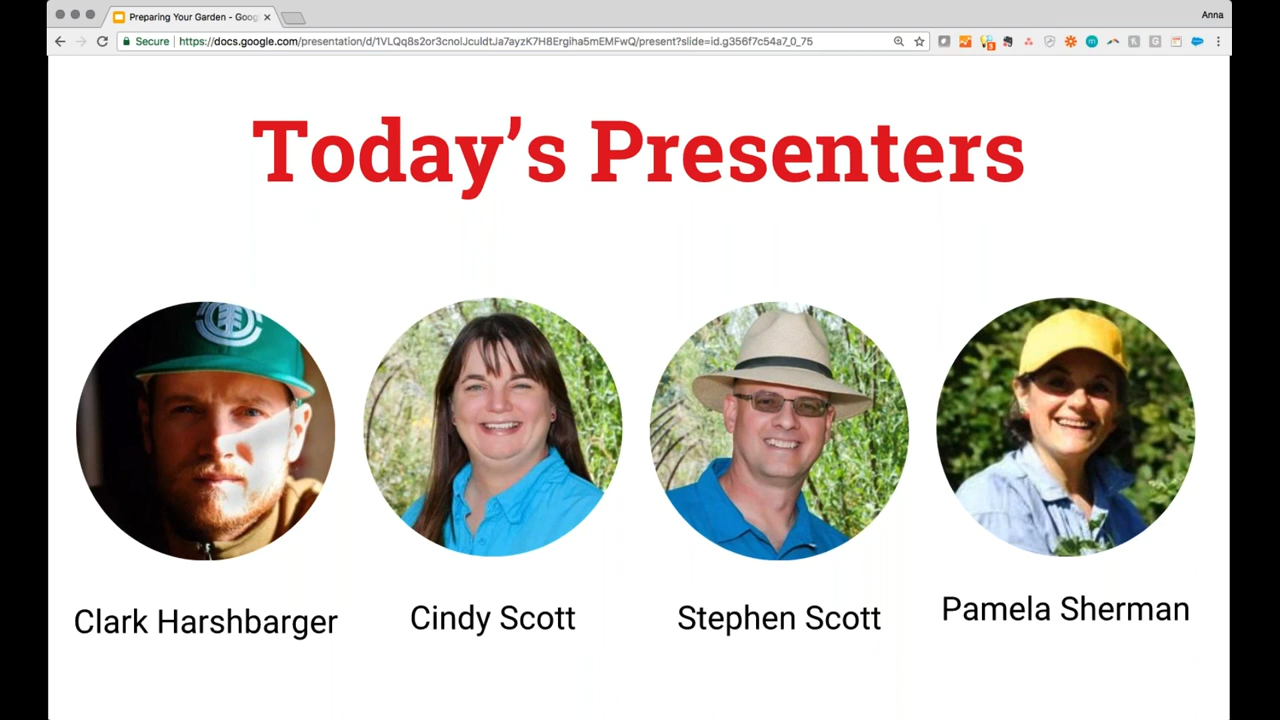 Preparing Your Garden - Goog
Anna
Secure
https://docs.google.com/presentation/d/1VLQq8s2or3cnolJculdtJa7ayzK7H8Ergiha5mEMFwQ/present?slide=id.g356f7c54a7_0_75
Today’s Presenters
Clark Harshbarger
Cindy Scott
Stephen Scott
Pamela Sherman